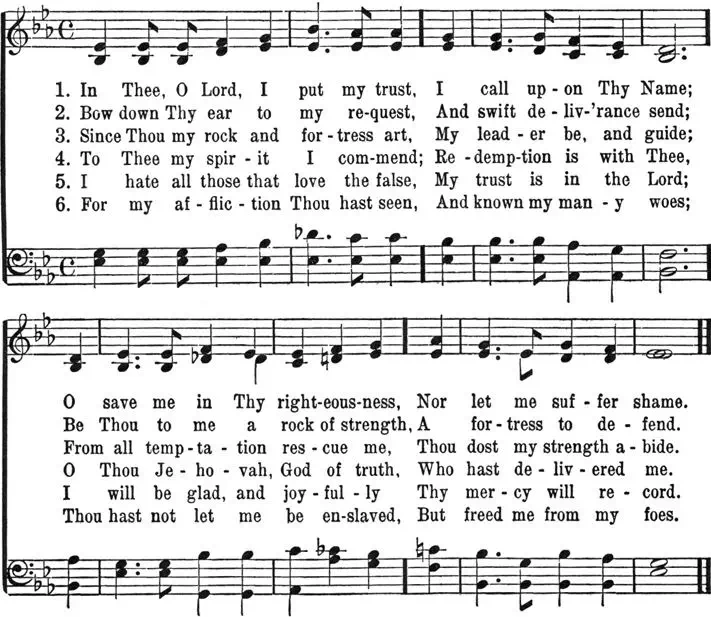 1. In Thee, O Lord, I put my trust, I call up-on Thy Name;
2. Bow down Thy ear to my re-quest, And swift de-liv-'rance send;
3. Since Thou my rock and for-tress art, My lead-er be, and guide;
4. To Thee my spir-it I com-mend; Re-demp-tion is with Thee,
5. I hate all those that love the false, My trust is in the Lord;
6. For my af-flic-tion Thou hast seen, And known my man-y woes;
O save me in Thy right-eous-ness, Nor let me suf-fer shame.
Be Thou to me a rock of strength, A for-tress to de-fend.
From all temp-ta-tion res-cue me, Thou dost my strength a-bide.
O Thou Je-ho-vah, God of truth, Who hast de-liv-ered me.
I will be glad, and joy-ful-ly Thy mer-cy will re-cord.
Thou hast not let me be en-slaved, But freed me from my foes.